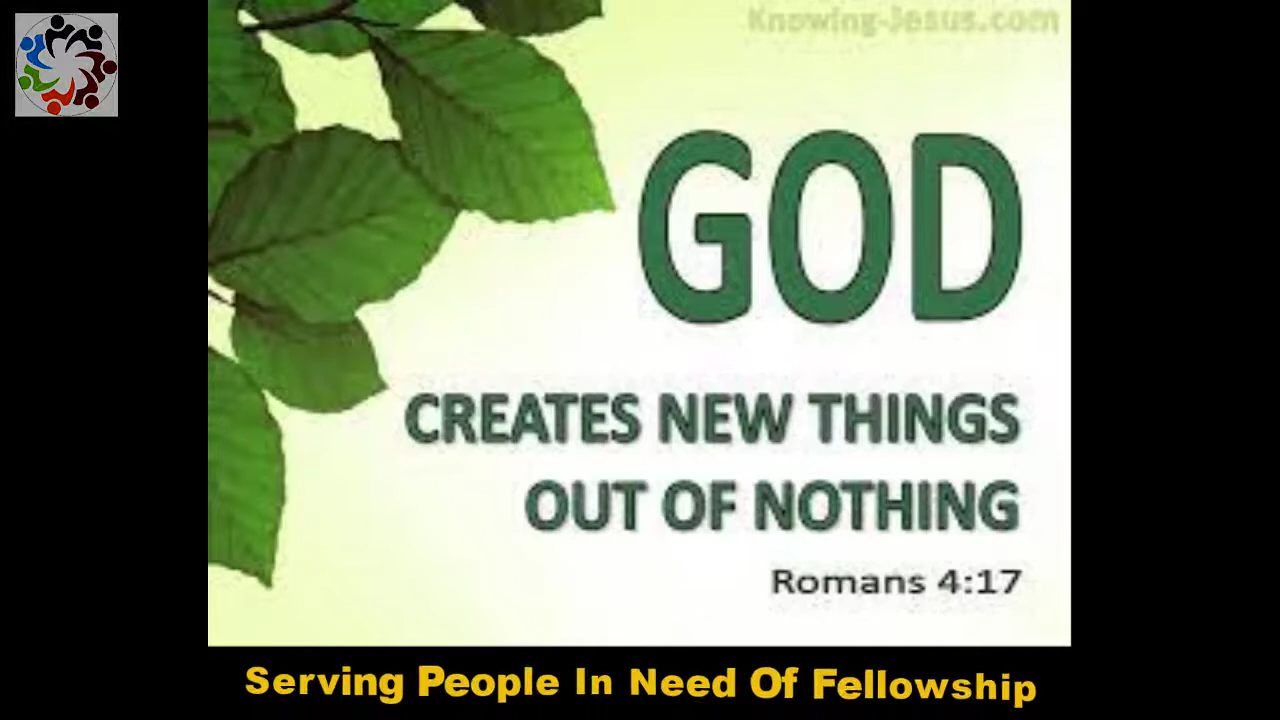 Knowing-Jesus.com
GOD
CREATES NEW THINGS
OUT OF NOTHING
Romans 4:17
Serving People In Need Of Fellowship